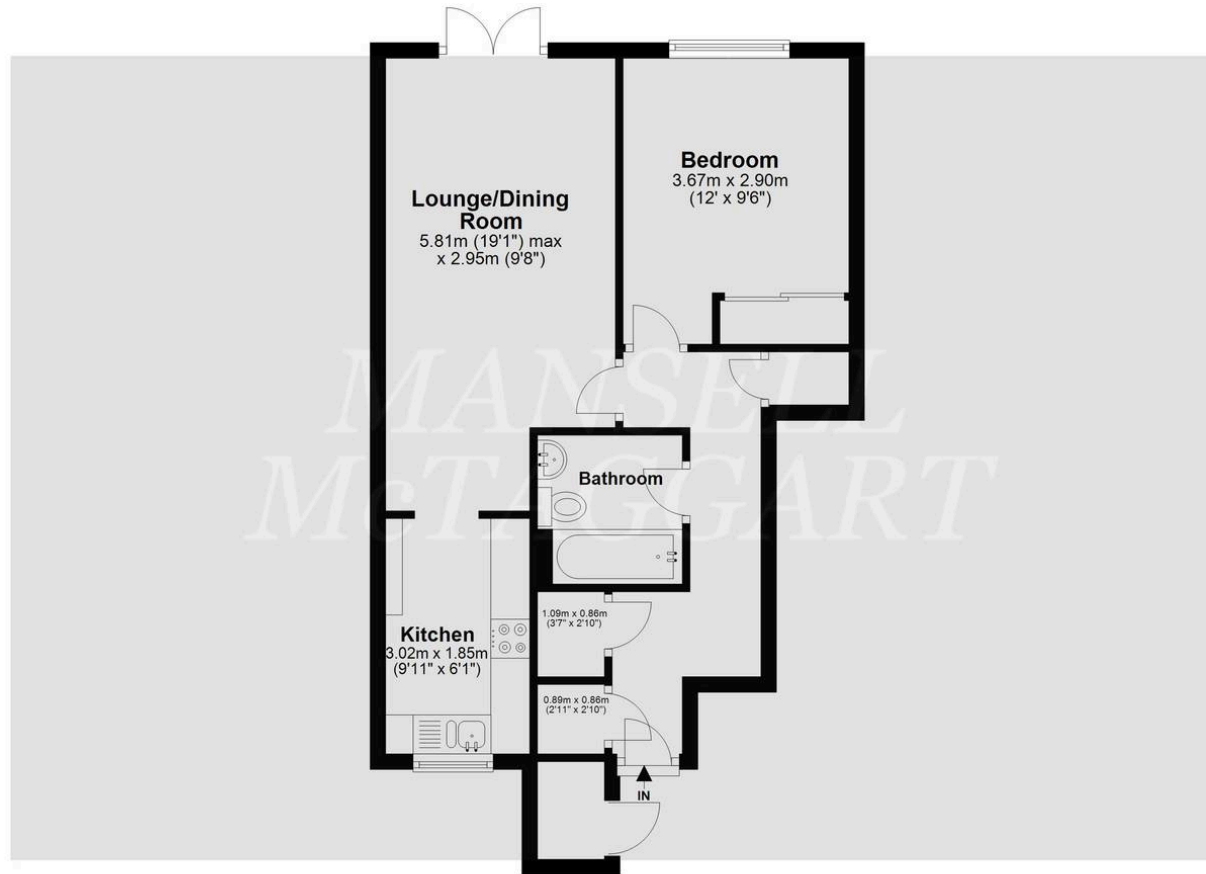 Lounge/Dining
Room
5.81m (19'1") max
x 2.95m (9'8")
Bedroom
3.67m x 2.90m
(12' x 9'6")
MANSELL
McTAGGART
Bathroom
1.09m x 0.86m
(3'7" x 2'10")
Kitchen
3.02m x 1.85m
(9'11" x 6'1")
0.89m x 0.86m
(2'11" x 2'10")
IN